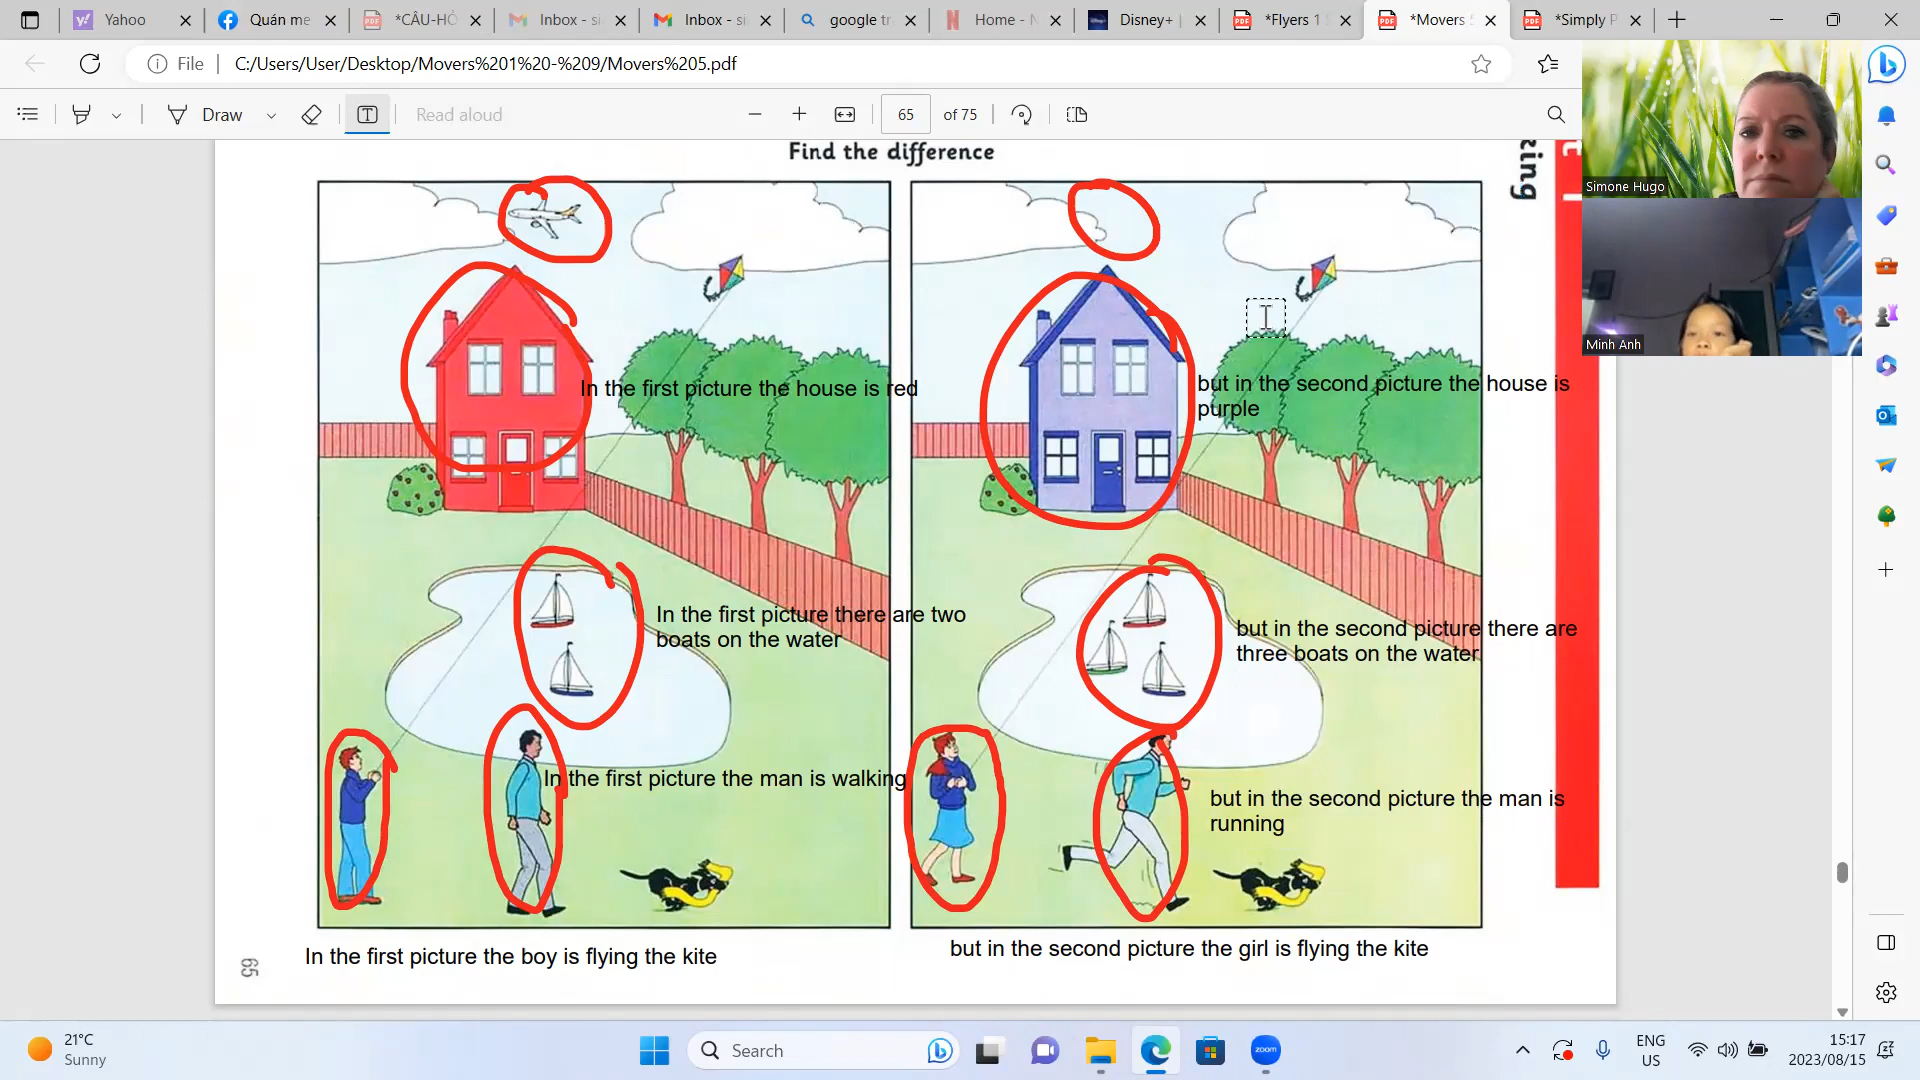 Yahoo
Quán me
*CÂU-HỎ
Inbox - si
Inbox - si
google tr
Home - N
Disney+ |
*Flyers 1 S
*Movers 5
*Simply P
File
C:/Users/User/Desktop/Movers%201%20-%209/Movers%205.pdf
Draw
Read aloud
65
of 75
Simone Hugo
Minh Anh
Find the difference
In the first picture the house is red
but in the second picture the house is
purple
In the first picture there are two
boats on the water
but in the second picture there are
three boats on the water
In the first picture the man is walking
but in the second picture the man is
running
In the first picture the boy is flying the kite
but in the second picture the girl is flying the kite
65
21°C
Sunny
Search
zoom
ENG
US
15:17
2023/08/15